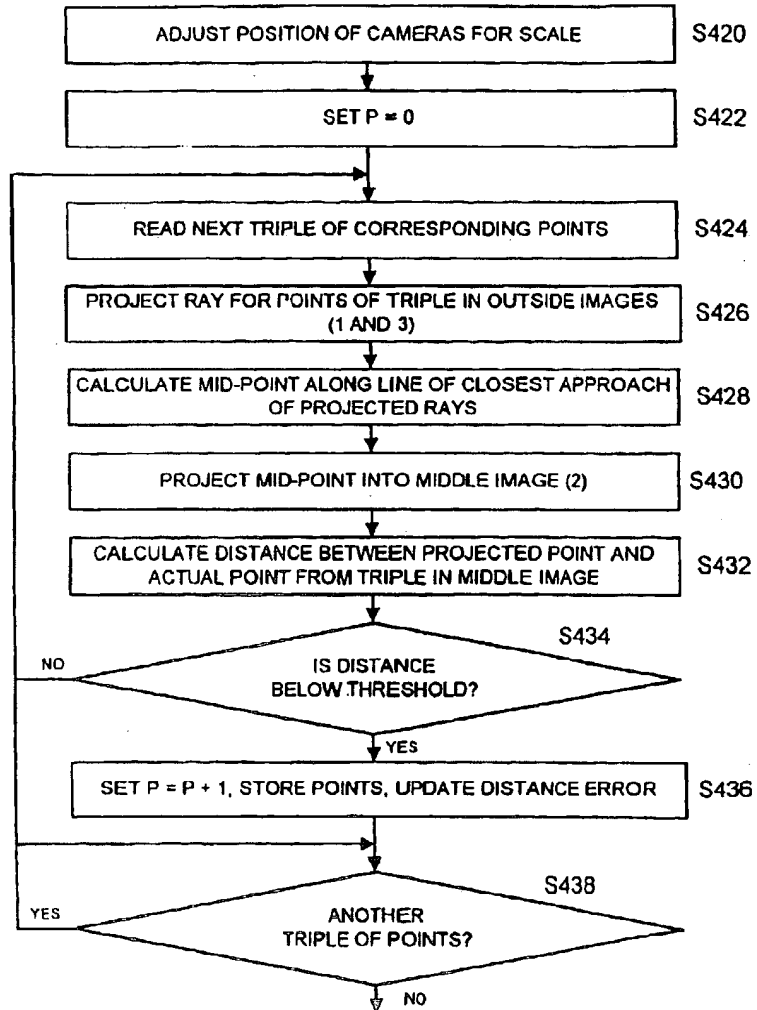 ADJUST POSITION OF CAMERAS FOR SCALE
S420
SET P = 0
S422
READ NEXT TRIPLE OF CORRESPONDING POINTS
S424
PROJECT RAY FOR POINTS OF TRIPLE IN OUTSIDE IMAGES
(1 AND 3)
S426
CALCULATE MID-POINT ALONG LINE OF CLOSEST APPROACH
OF PROJECTED RAYS
S428
PROJECT MID-POINT INTO MIDDLE IMAGE (2)
S430
CALCULATE DISTANCE BETWEEN PROJECTED POINT AND
ACTUAL POINT FROM TRIPLE IN MIDDLE IMAGE
S432
S434
NO
IS DISTANCE
BELOW THRESHOLD?
YES
SET P = P + 1, STORE POINTS, UPDATE DISTANCE ERROR
S436
S438
YES
ANOTHER
TRIPLE OF POINTS?
NO